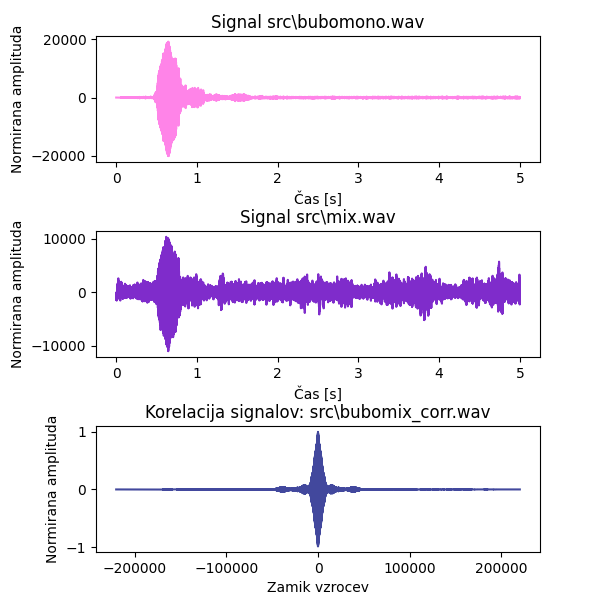 Signal src\bubomono.wav
Normirana amplituda
20000
0
−20000
0 1 2 3 4 5
Čas [s]
Signal src\mix.wav
Normirana amplituda
10000
0
−10000
0 1 2 3 4 5
Čas [s]
Korelacija signalov: src\bubomix_corr.wav
Normirana amplituda
1
0
−1
−200000 −100000 0 100000 200000
Zamik vzrocev